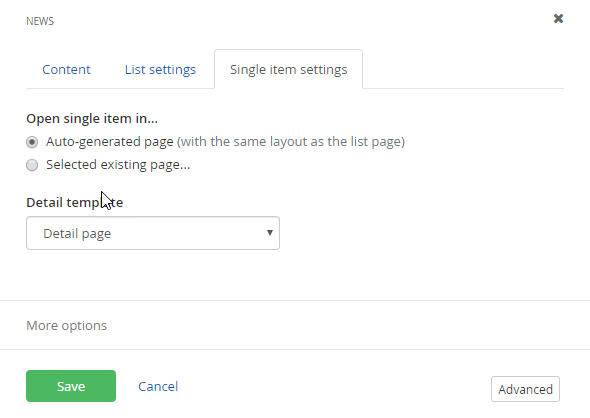 NEWS
Content List settings Single item settings
Open single item in...
Auto-generated page (with the same layout as the list page)
Selected existing page...
Detail template
Detail page
More options
Save Cancel Advanced